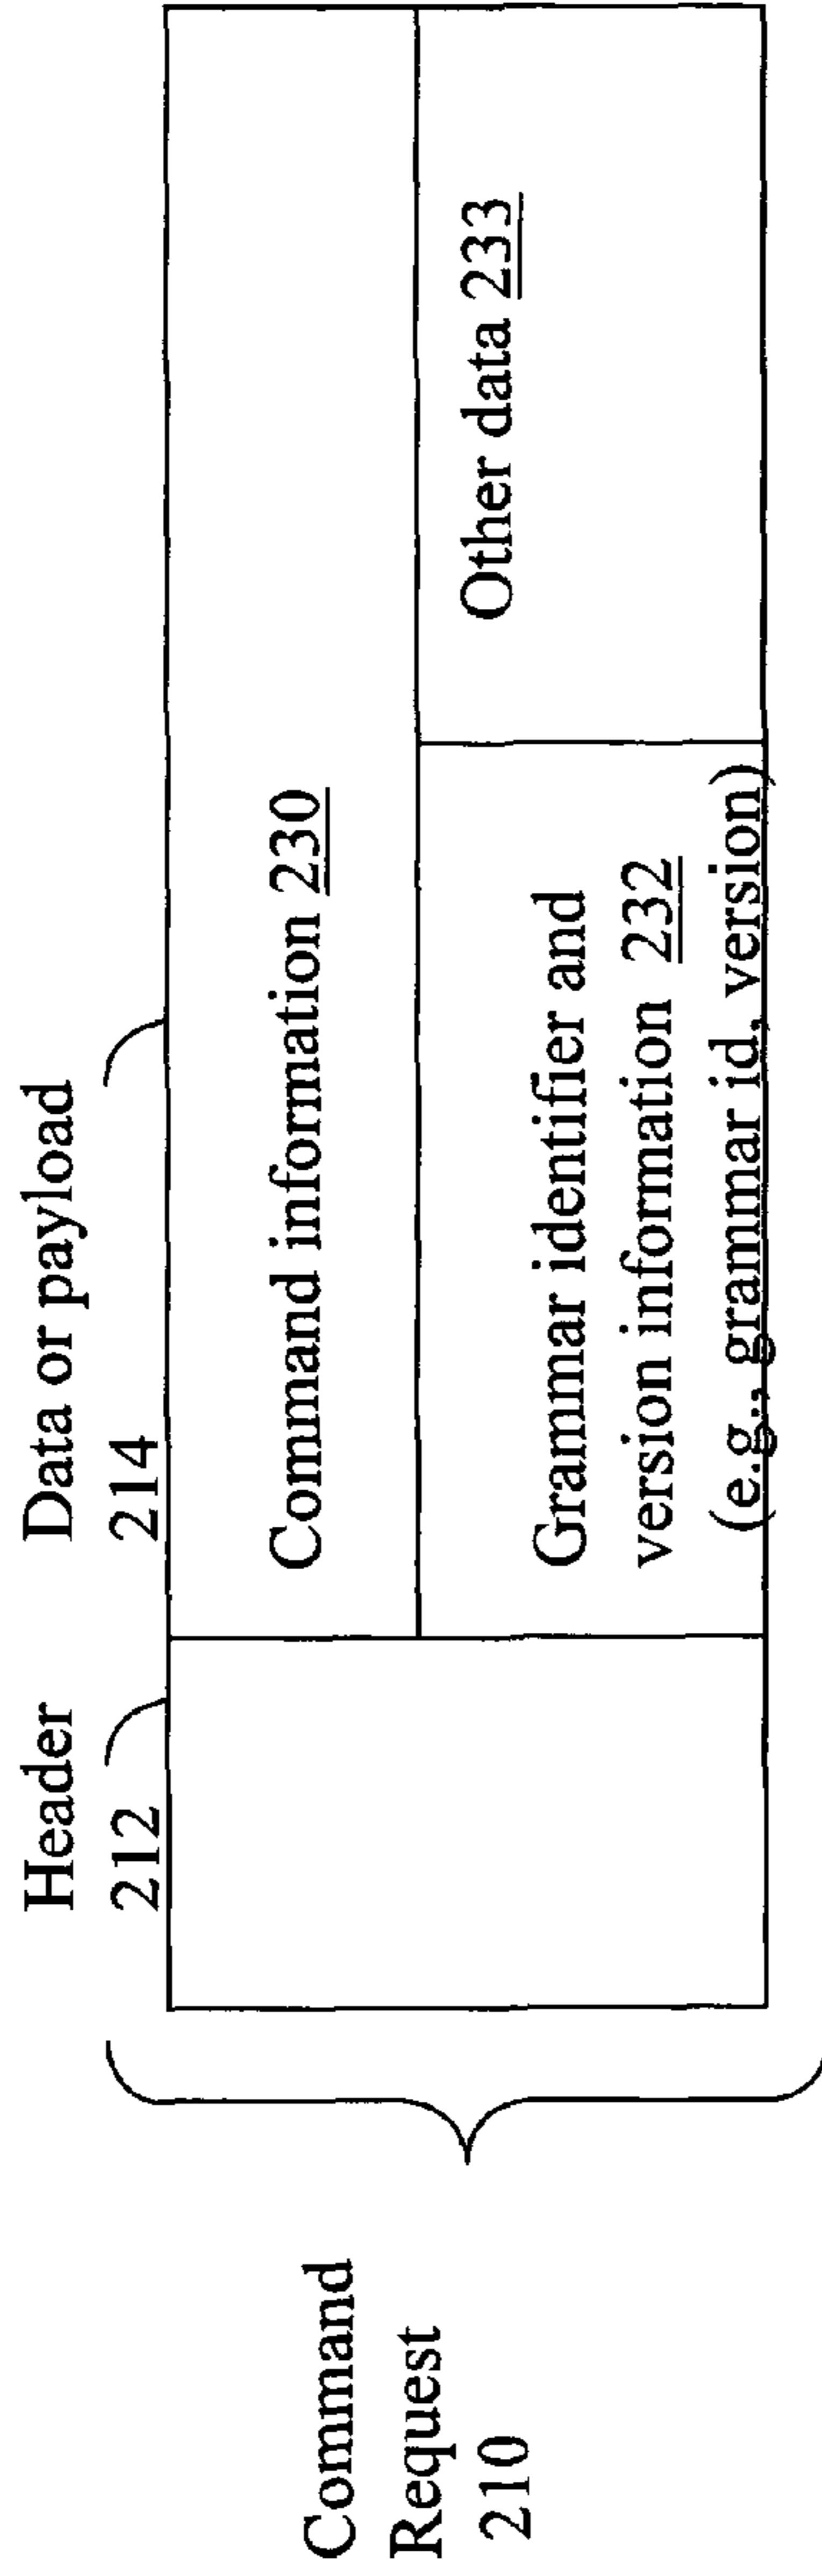 Header
212
Data or payload
214
Command
Request
210
Command information 230
Grammar identifier and
version information 232
(e.g., grammar id, version)
Other data 233